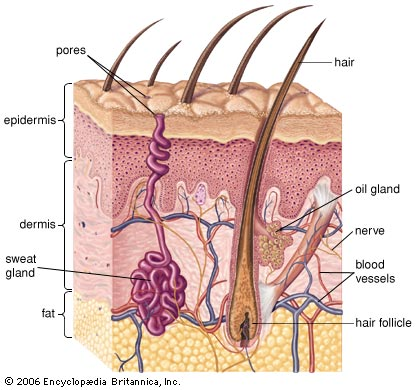 pores
hair
epidermis
oil gland
dermis
nerve
sweat
gland
blood
vessels
fat
hair follicle
© 2006 Encyclopædia Britannica, Inc.